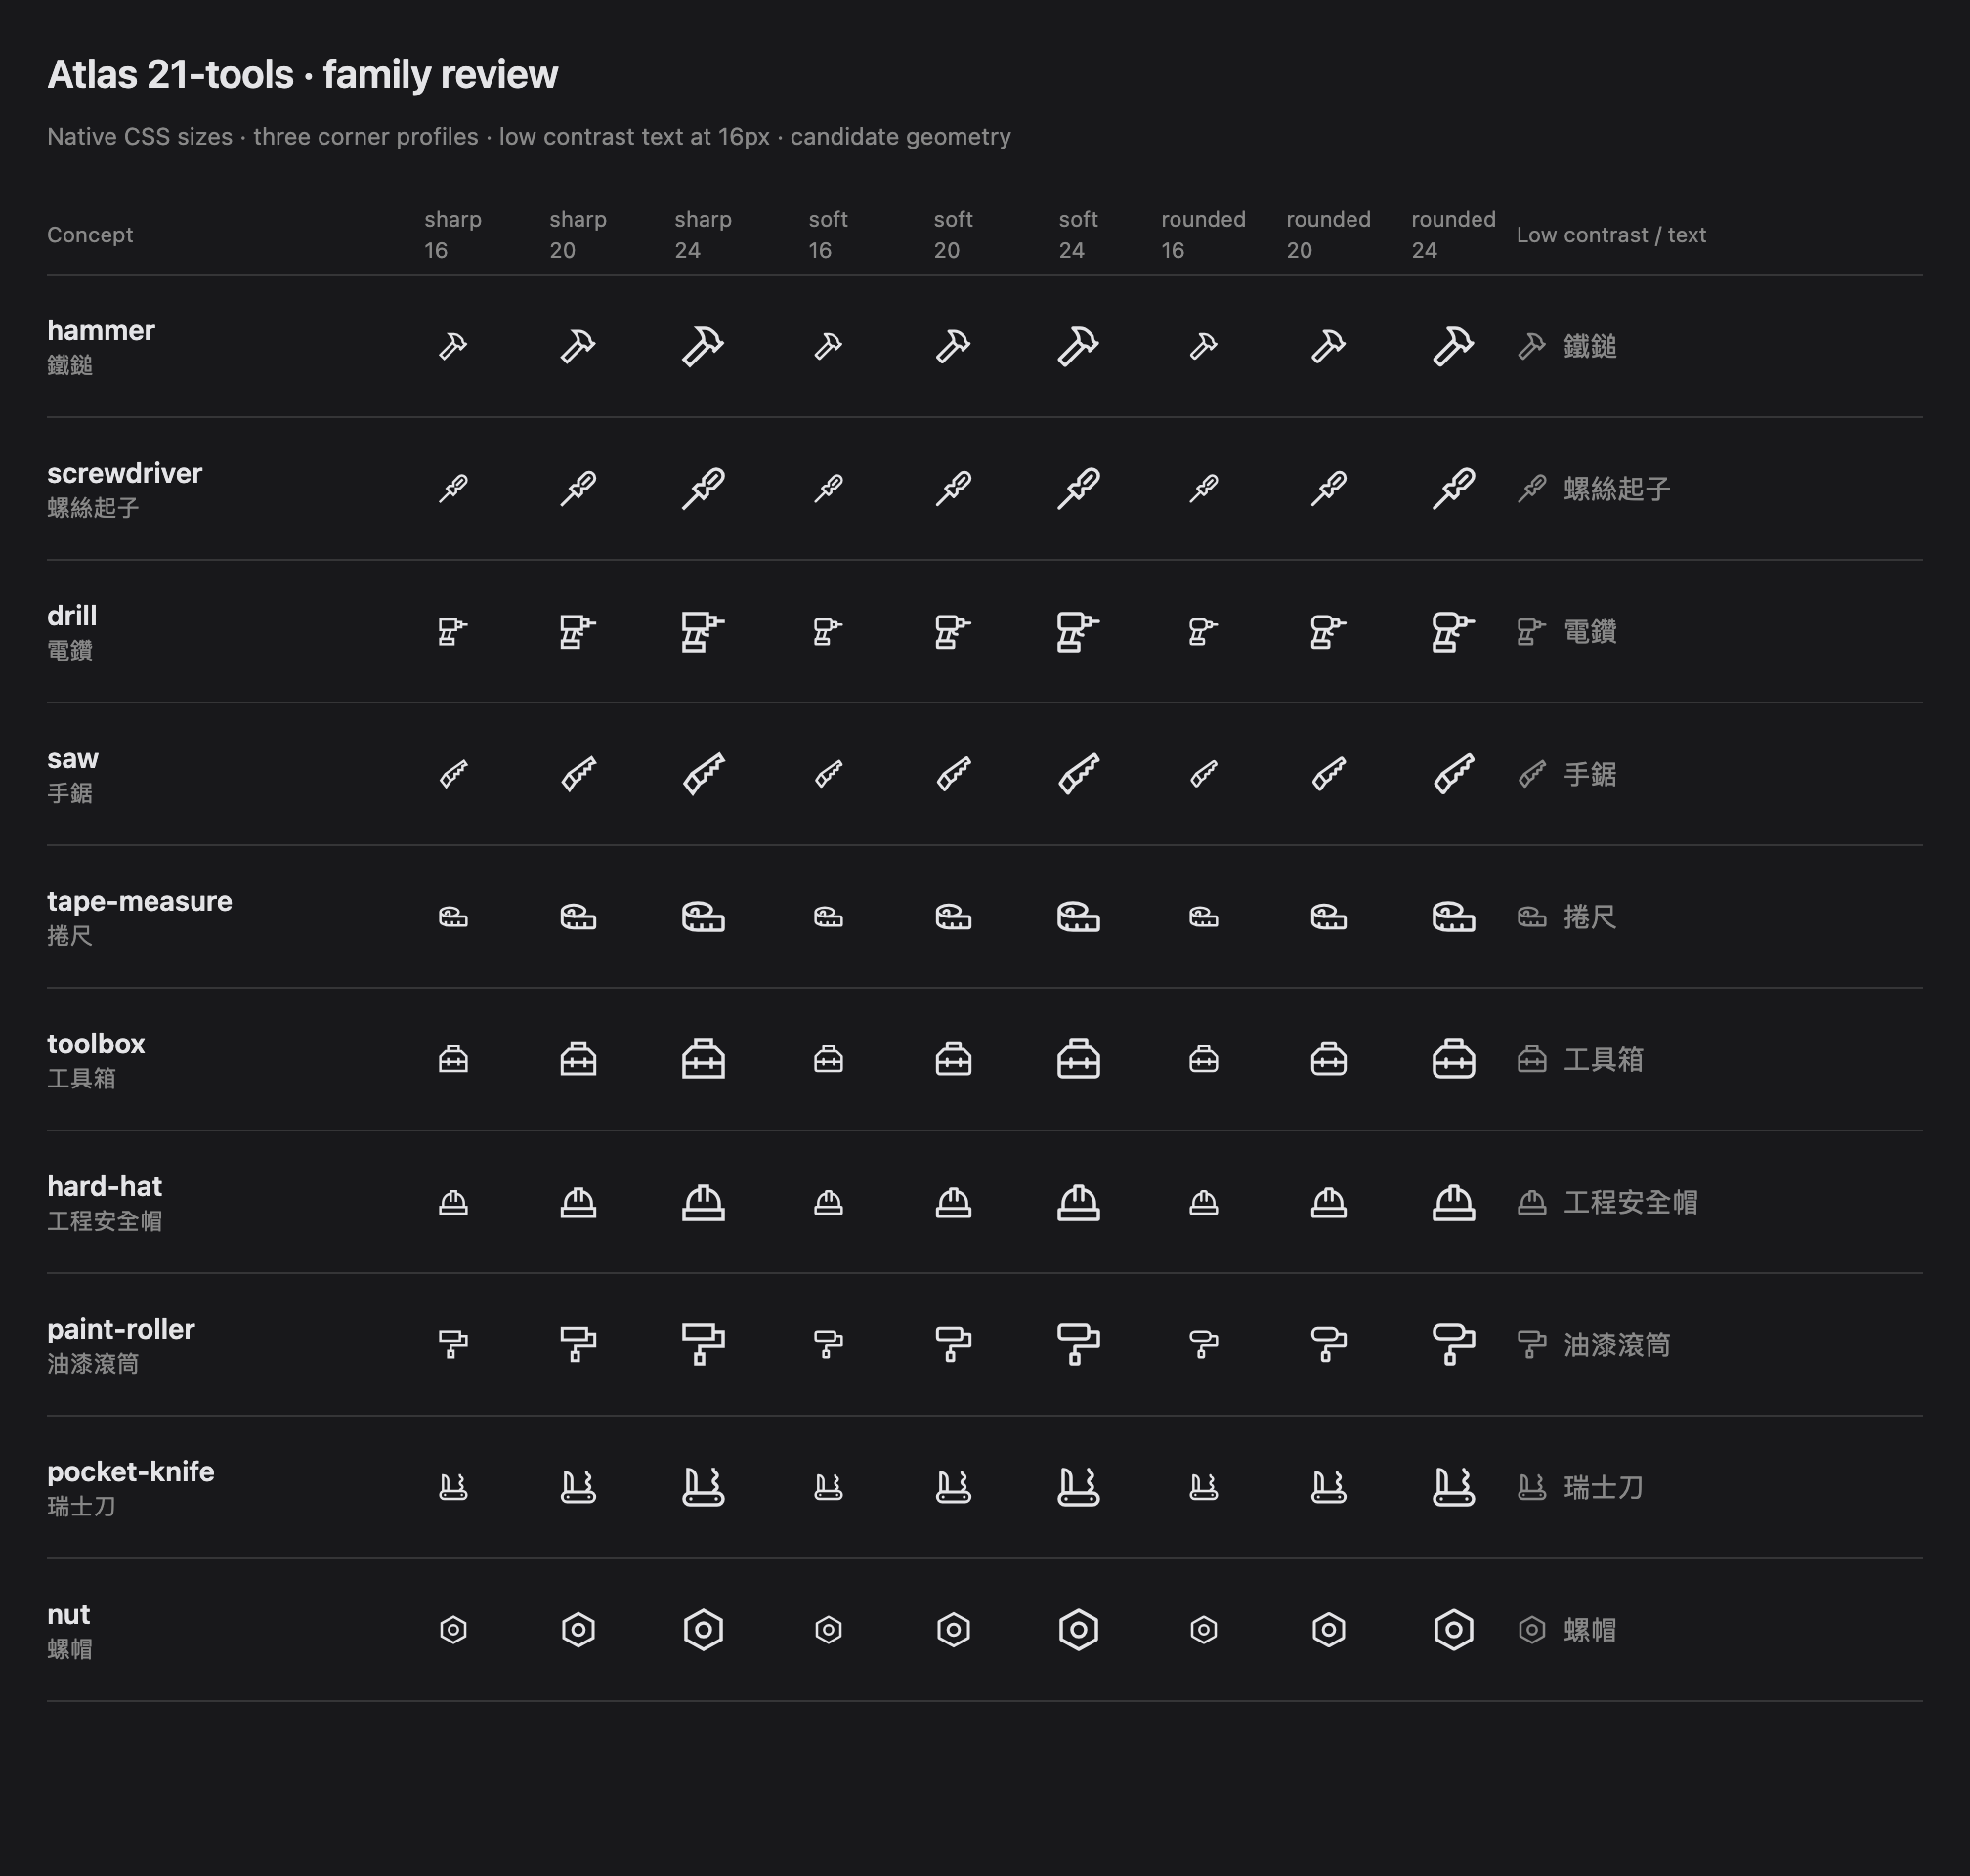 Atlas 21-tools · family review
Native CSS sizes · three corner profiles · low contrast text at 16px · candidate geometry
Concept
sharp 16
sharp 20
sharp 24
soft 16
soft 20
soft 24
rounded 16
rounded 20
rounded 24
Low contrast / text
hammer
鐵鎚
鐵鎚
screwdriver
螺絲起子
螺絲起子
drill
電鑽
電鑽
saw
手鋸
手鋸
tape-measure
捲尺
捲尺
toolbox
工具箱
工具箱
hard-hat
工程安全帽
工程安全帽
paint-roller
油漆滾筒
油漆滾筒
pocket-knife
瑞士刀
瑞士刀
nut
螺帽
螺帽